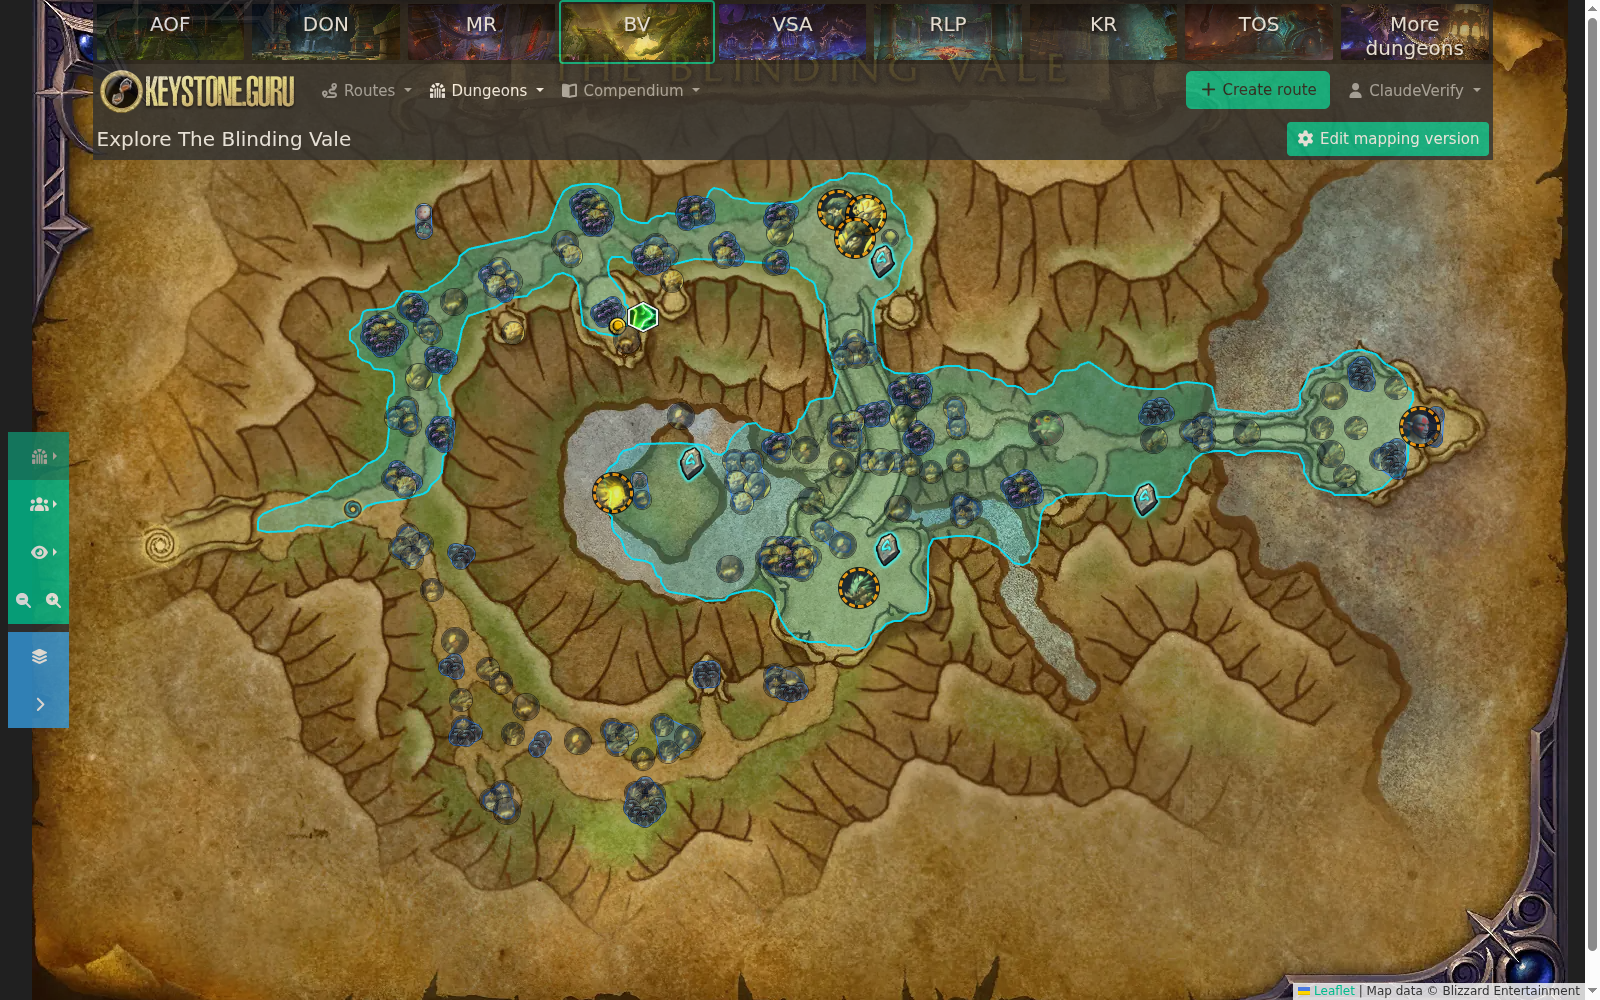 AOF
DON
MR
BV
VSA
RLP
KR
TOS
More
dungeons
THE BLINDING VALE
KEYSTONE.GURU
Routes
Dungeons
Compendium
Create route
ClaudeVerify
Explore The Blinding Vale
Edit mapping version
Leaflet | Map data © Blizzard Entertainment